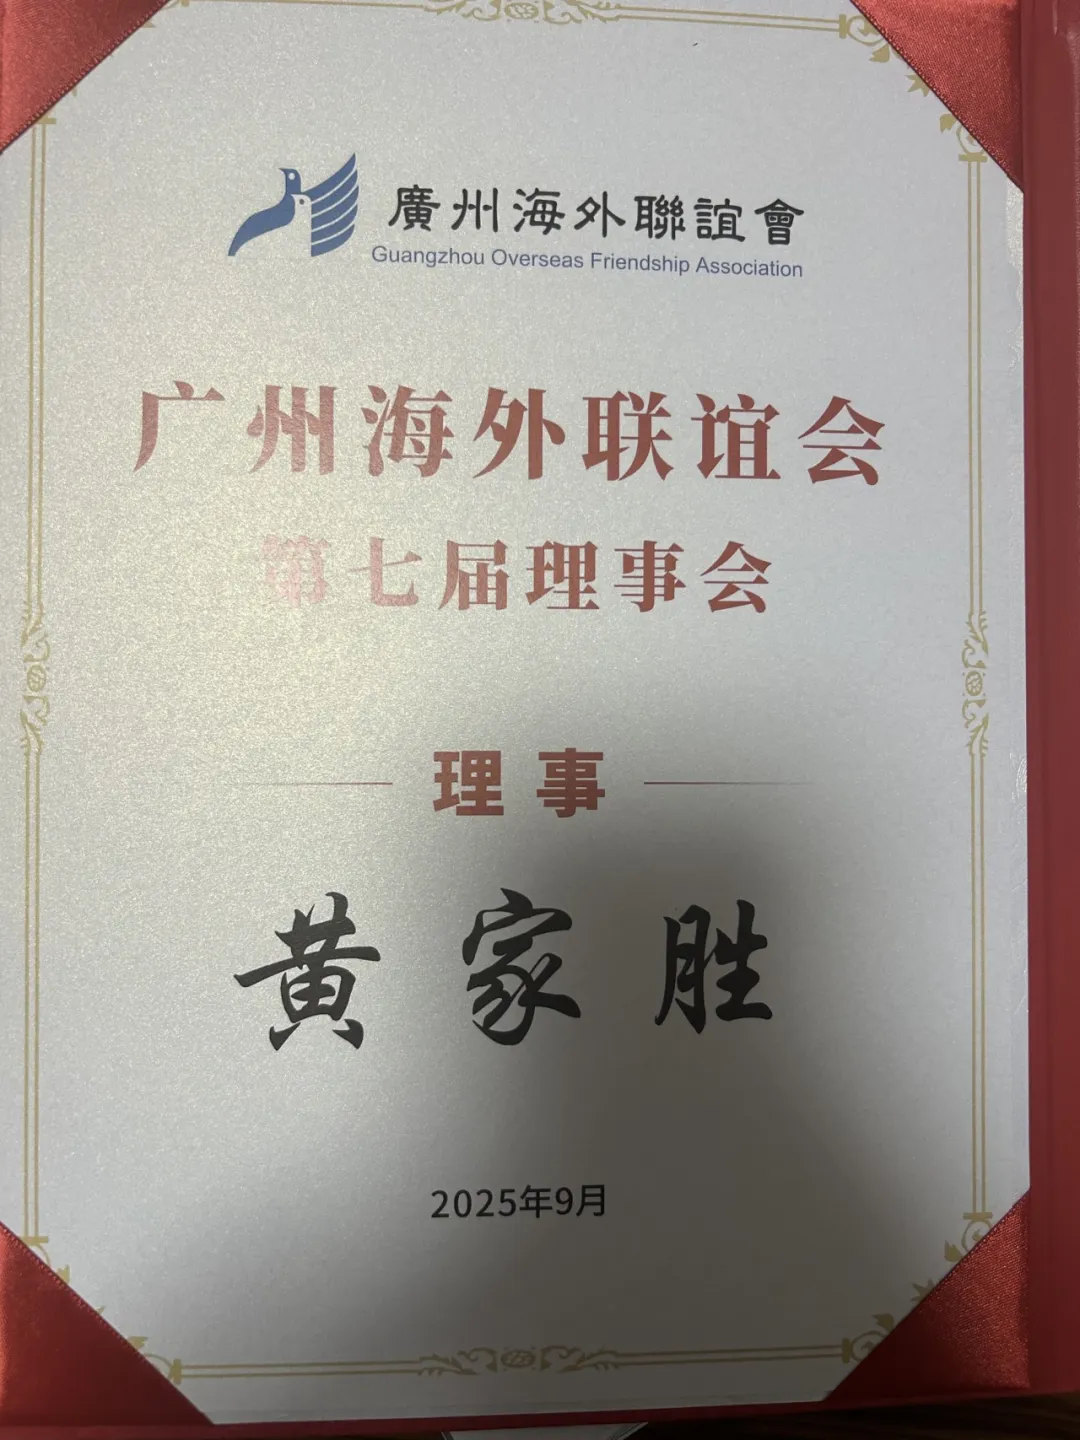 廣州海外聯誼會
Guangzhou Overseas Friendship Association
广州海外联谊会
第七届理事会
理事
黄家胜
2025年9月